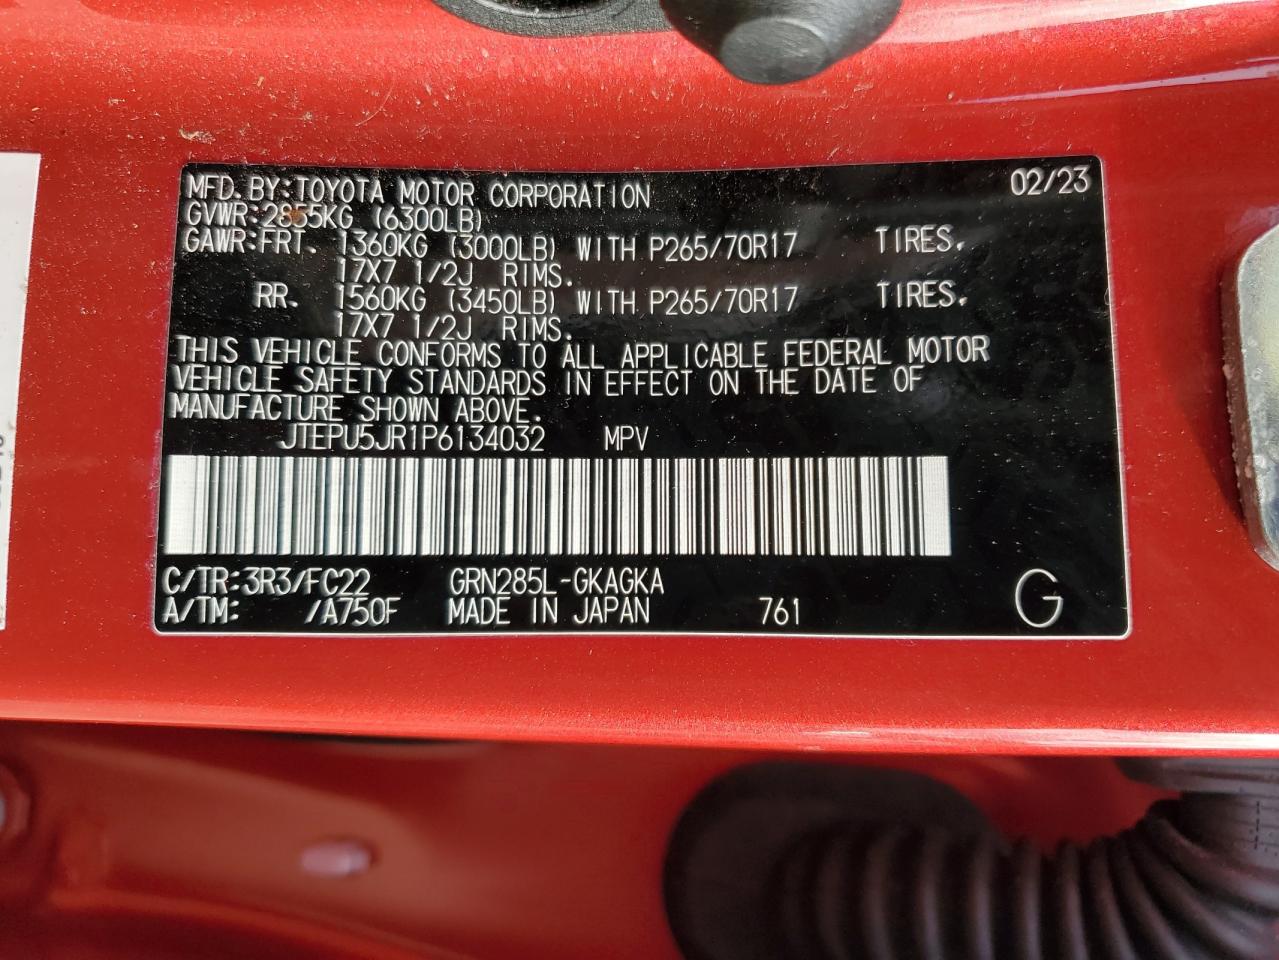 MFD. BY:TOYOTA MOTOR CORPORATION 02/23
GVWR:2855KG (6300LB)
GAWR:FRT. 1360KG (3000LB) WITH P265/70R17 TIRES.
17X7 1/2J RIMS.
RR. 1560KG (3450LB) WITH P265/70R17 TIRES.
17X7 1/2J RIMS.
THIS VEHICLE CONFORMS TO ALL APPLICABLE FEDERAL MOTOR
VEHICLE SAFETY STANDARDS IN EFFECT ON THE DATE OF
MANUFACTURE SHOWN ABOVE.
JTEPU5JR1P6134032 MPV
C/TR:3R3/FC22 GRN285L-GKAGKA
A/TM: /A750F MADE IN JAPAN 761 G